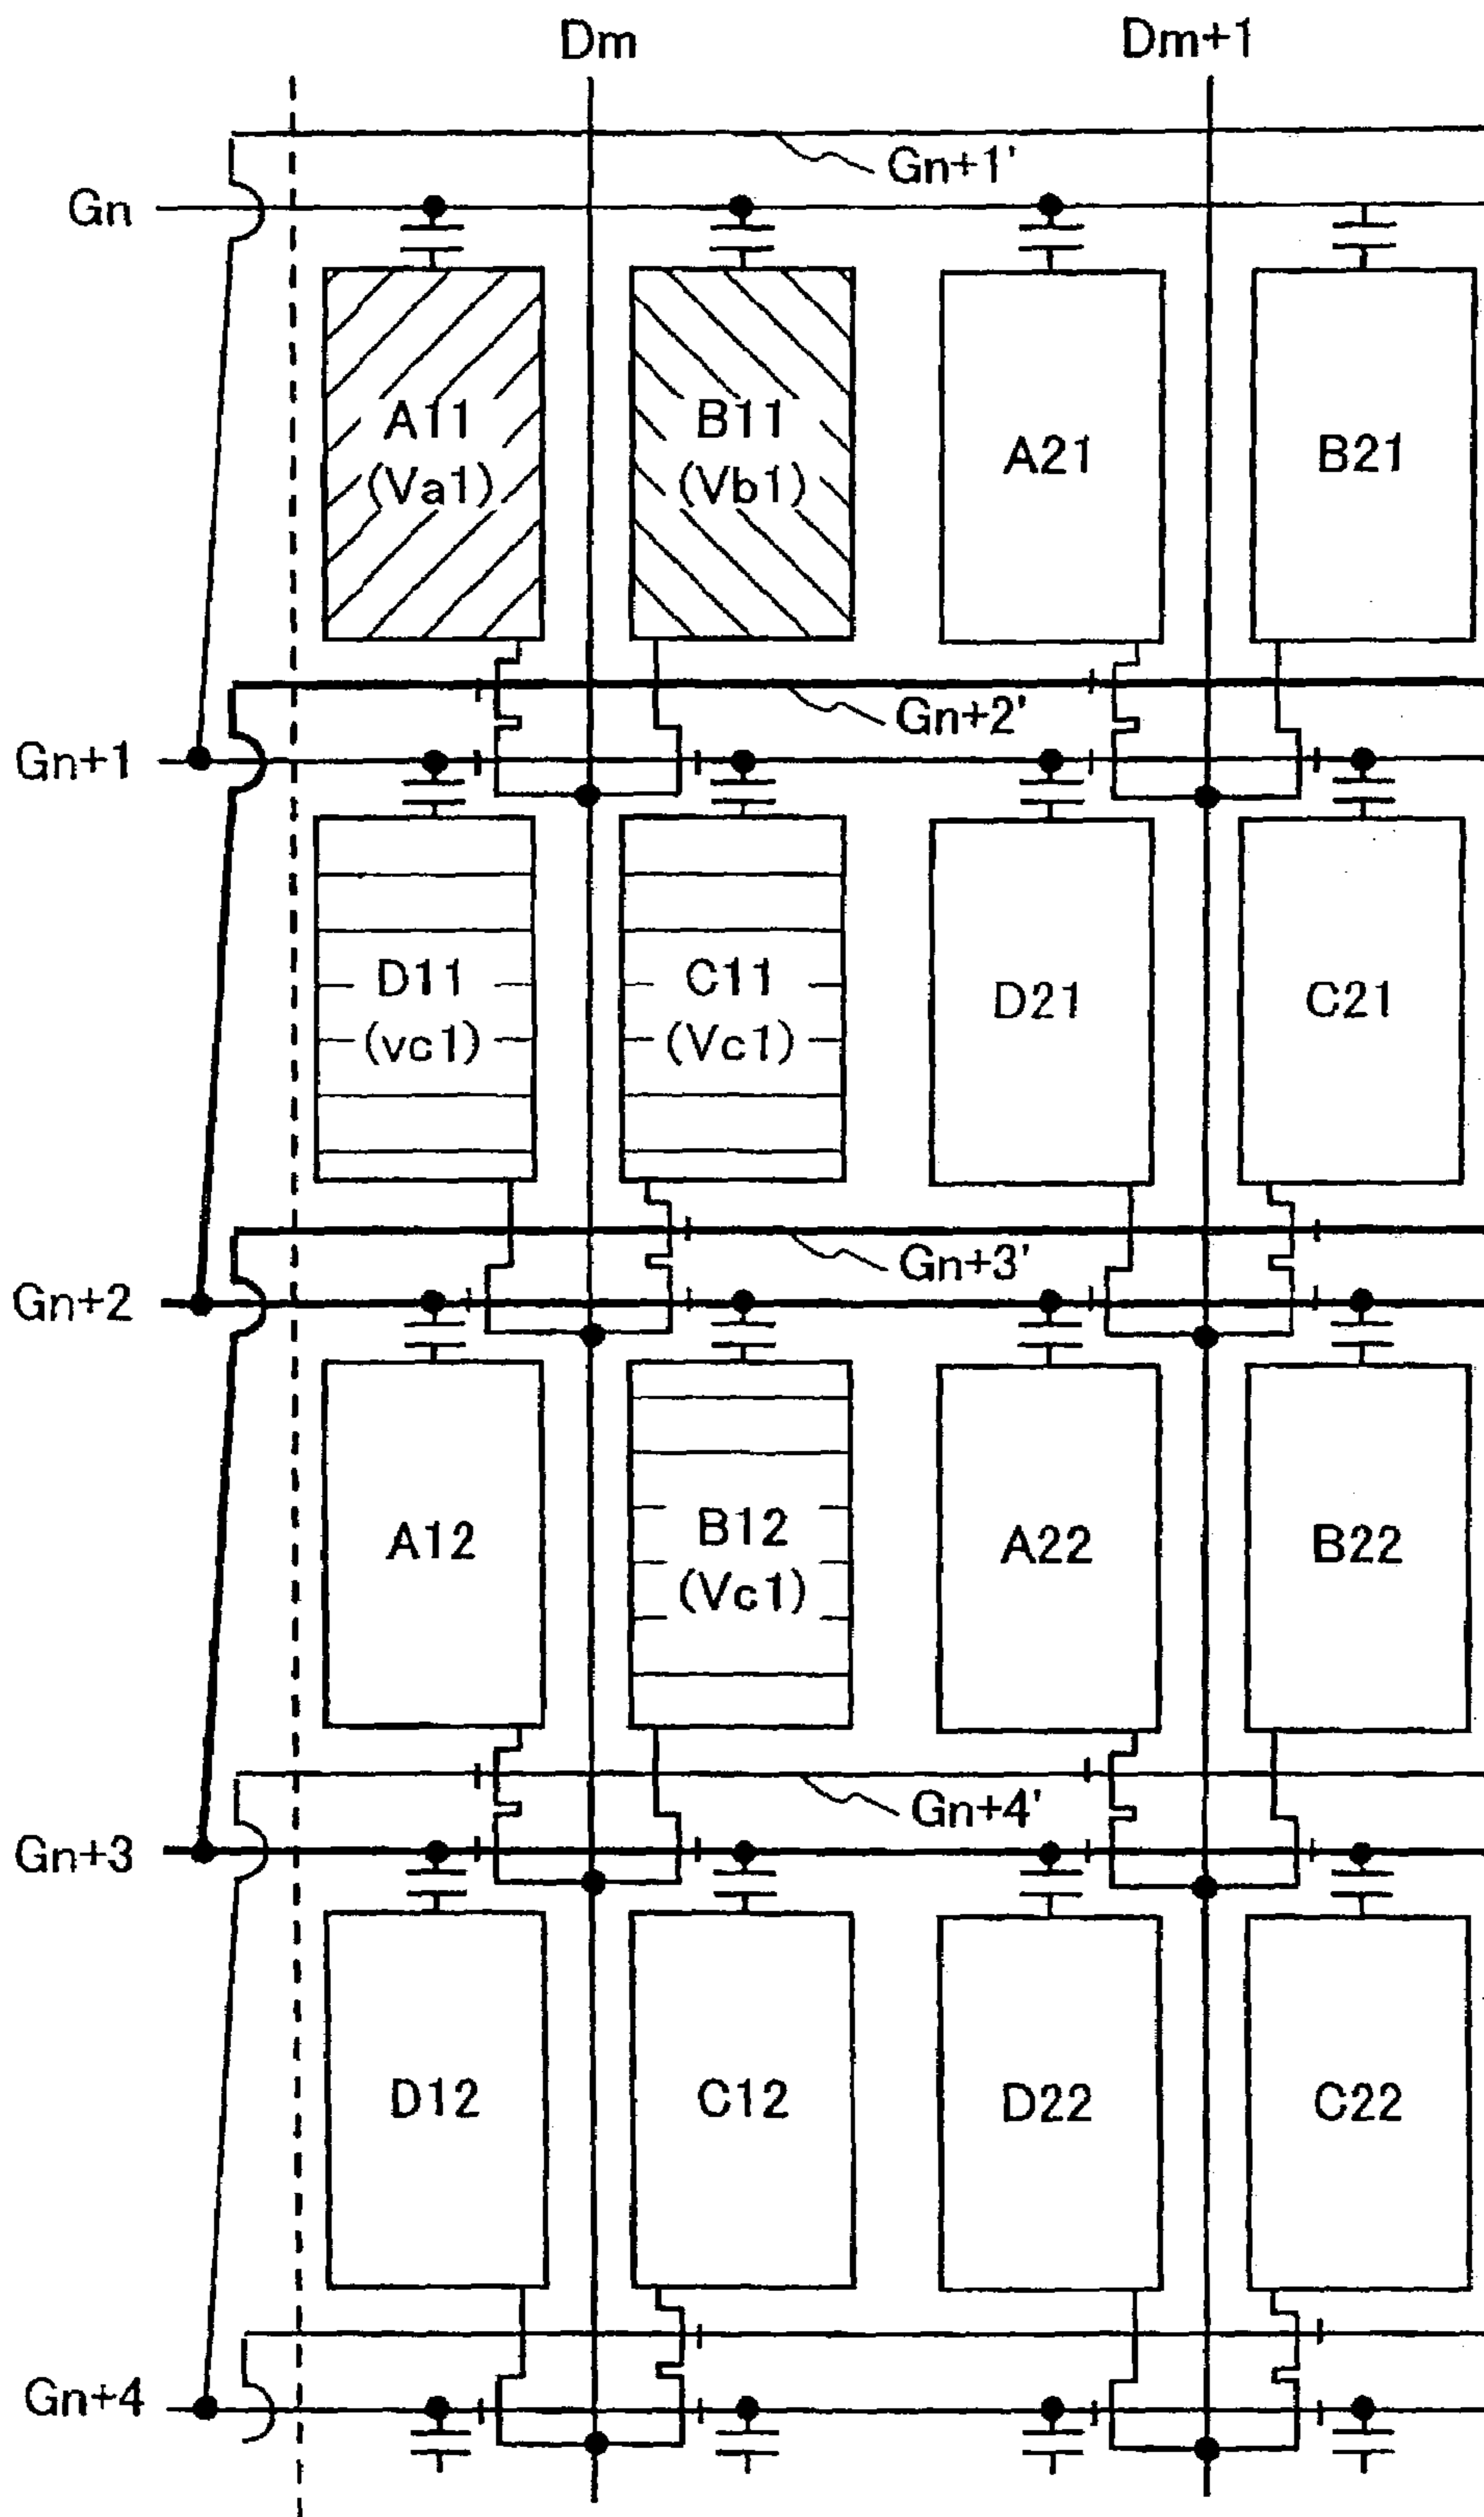 Dm Dm+1
Gn+1'
Gn
A11 B11 A21 B21
(Va1) (Vb1)
Gn+2'
Gn+1
D11 C11 D21 C21
(vc1) (Vc1)
Gn+3'
Gn+2
A12 B12 A22 B22
(Vc1)
Gn+4'
Gn+3
D12 C12 D22 C22
Gn+4